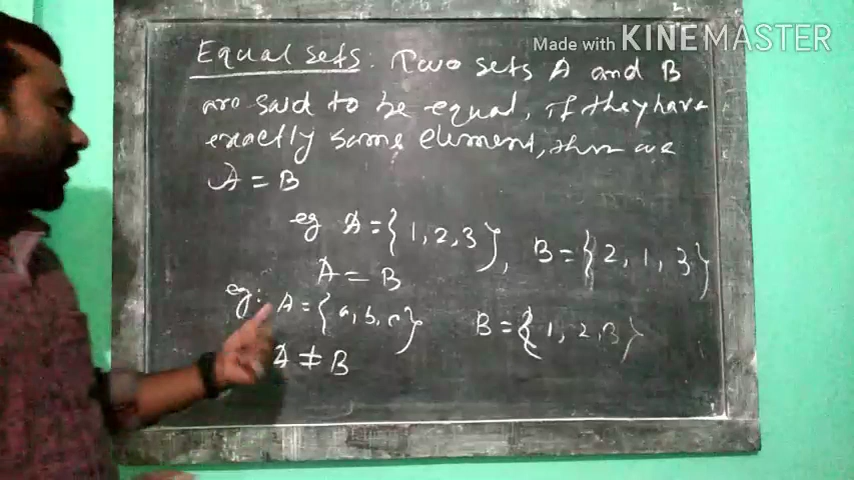 Made with KINEMASTER
Equal sets: Two sets A and B
are said to be equal, if they have
exactly same element, then we
A = B
eg A = {1, 2, 3}, B = {2, 1, 3}
A = B
eg: A = {a, b, c} B = {1, 2, 3}
A ≠ B